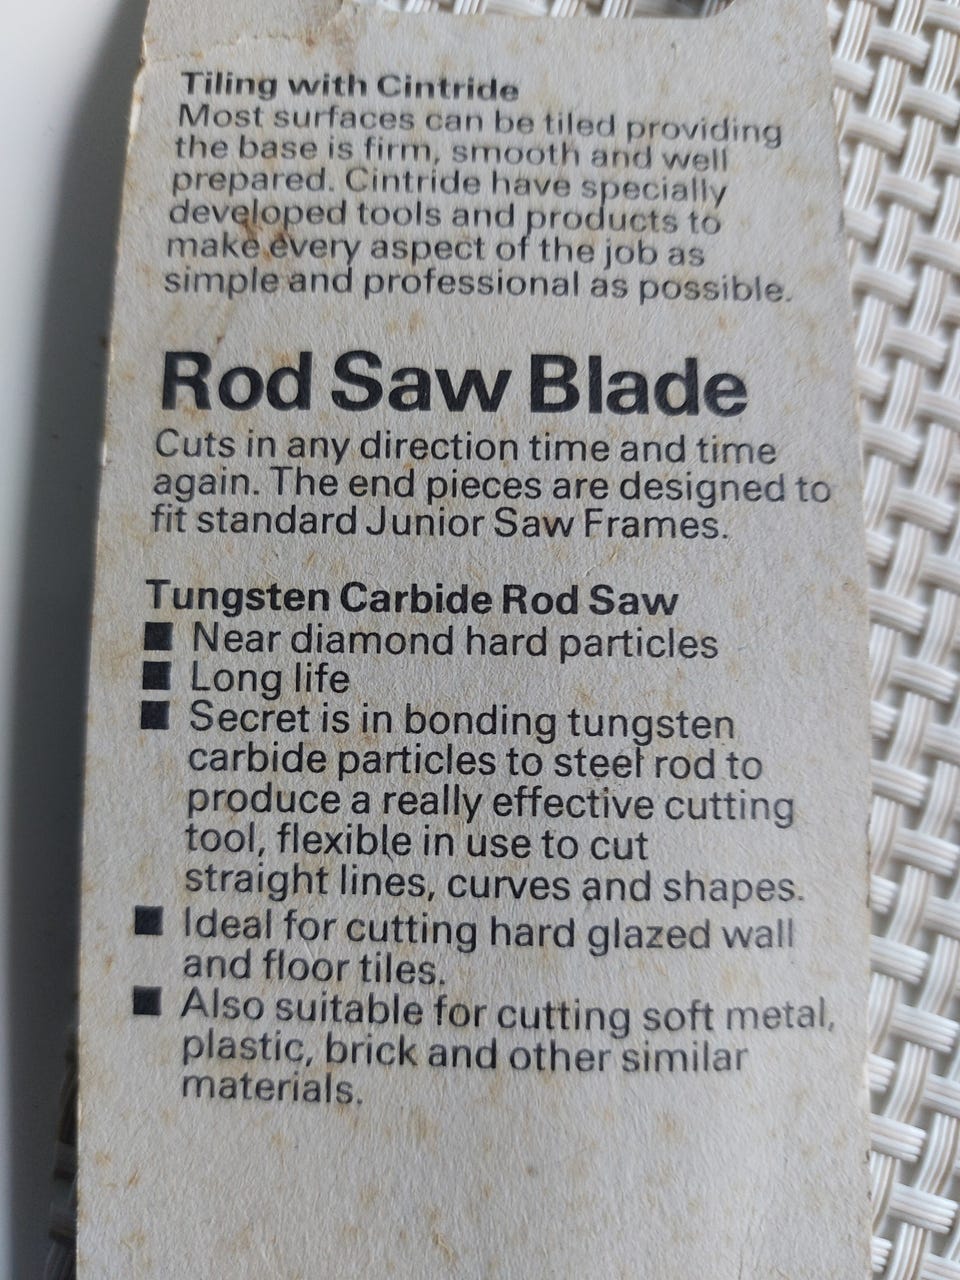 Tiling with Cintride
Most surfaces can be tiled providing
the base is firm, smooth and well
prepared. Cintride have specially
developed tools and products to
make every aspect of the job as
simple and professional as possible.
Rod Saw Blade
Cuts in any direction time and time
again. The end pieces are designed to
fit standard Junior Saw Frames.
Tungsten Carbide Rod Saw
■ Near diamond hard particles
■ Long life
■ Secret is in bonding tungsten
carbide particles to steel rod to
produce a really effective cutting
tool, flexible in use to cut
straight lines, curves and shapes.
■ Ideal for cutting hard glazed wall
and floor tiles.
■ Also suitable for cutting soft metal,
plastic, brick and other similar
materials.